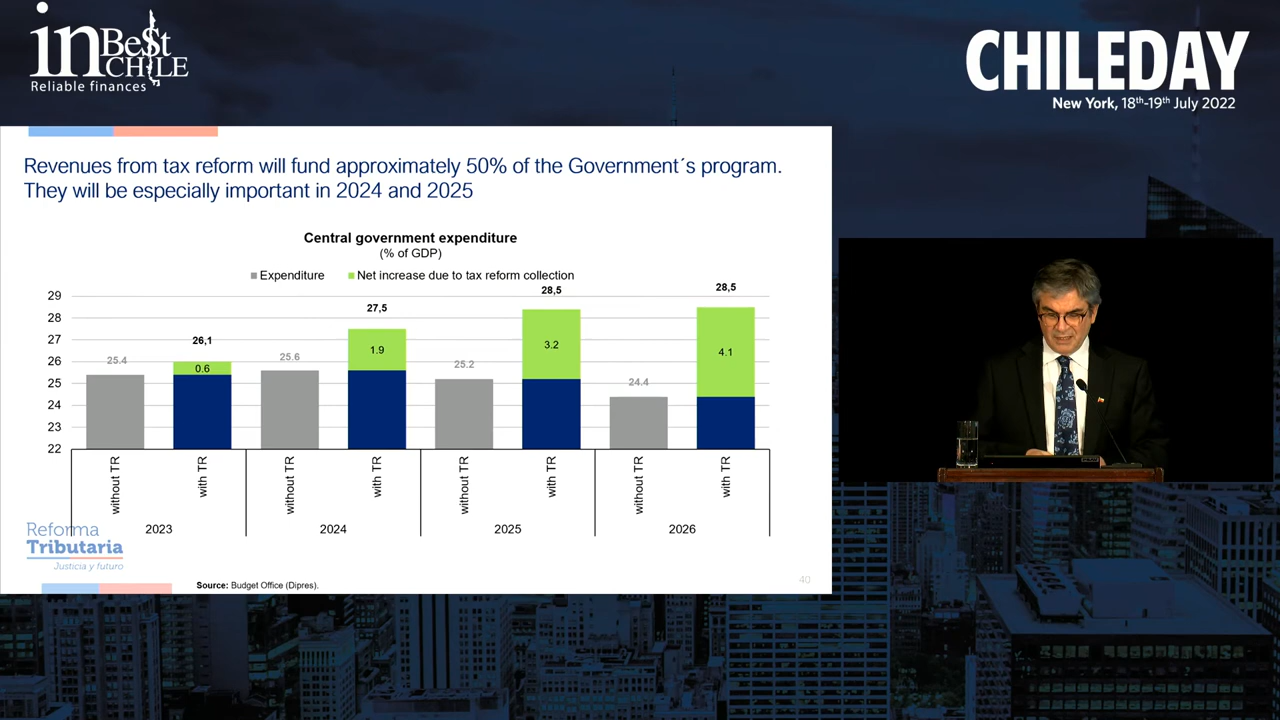 inBe$t
CHILE
Reliable finances
CHILEDAY
New York, 18th-19th July 2022
Revenues from tax reform will fund approximately 50% of the Government´s program.
They will be especially important in 2024 and 2025
Central government expenditure
(% of GDP)
Expenditure Net increase due to tax reform collection
29
28
27
26
25
24
23
22
25.4
26,1
0.6
25.6
27,5
1.9
25.2
28,5
3.2
24.4
28,5
4.1
without TR
with TR
without TR
with TR
without TR
with TR
without TR
with TR
2023 2024 2025 2026
Reforma
Tributaria
Justicia y futuro
Source: Budget Office (Dipres).
40